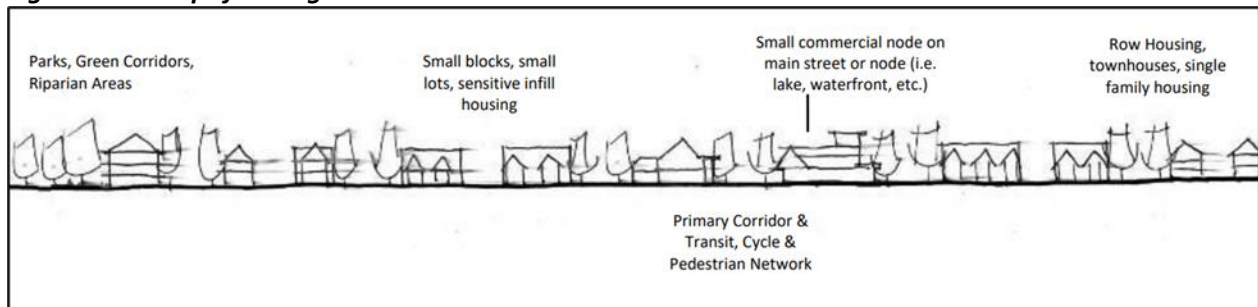 Parks, Green Corridors,
Riparian Areas
Small blocks, small
lots, sensitive infill
housing
Small commercial node on
main street or node (i.e.
lake, waterfront, etc.)
Row Housing,
townhouses, single
family housing
Primary Corridor &
Transit, Cycle &
Pedestrian Network